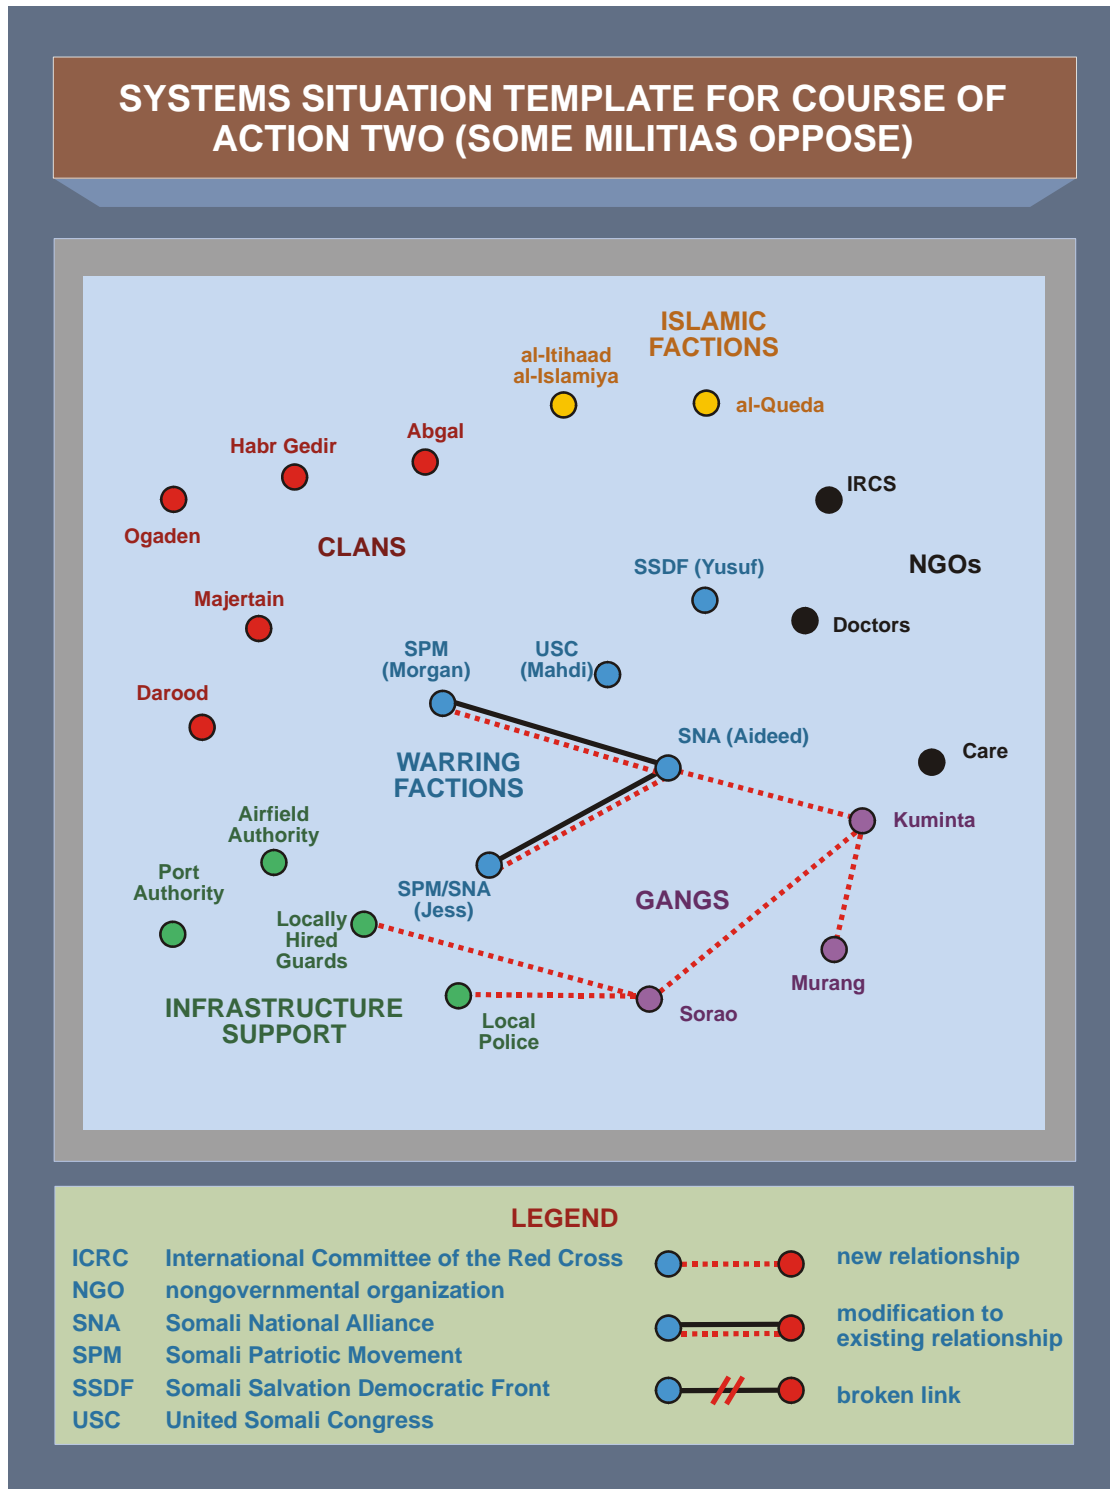 SYSTEMS SITUATION TEMPLATE FOR COURSE OF
ACTION TWO (SOME MILITIAS OPPOSE)
ISLAMIC
FACTIONS
al-Itihaad
al-Islamiya
al-Queda
Abgal
Habr Gedir
IRCS
Ogaden
CLANS
NGOs
SSDF (Yusuf)
Majertain
Doctors
SPM
(Morgan)
USC
(Mahdi)
Darood
SNA (Aideed)
Care
WARRING
FACTIONS
Airfield
Authority
Kuminta
Port
Authority
SPM/SNA
(Jess)
GANGS
Locally
Hired
Guards
Murang
INFRASTRUCTURE
SUPPORT
Sorao
Local
Police
LEGEND
ICRC International Committee of the Red Cross
NGO nongovernmental organization
SNA Somali National Alliance
SPM Somali Patriotic Movement
SSDF Somali Salvation Democratic Front
USC United Somali Congress
new relationship
modification to
existing relationship
broken link